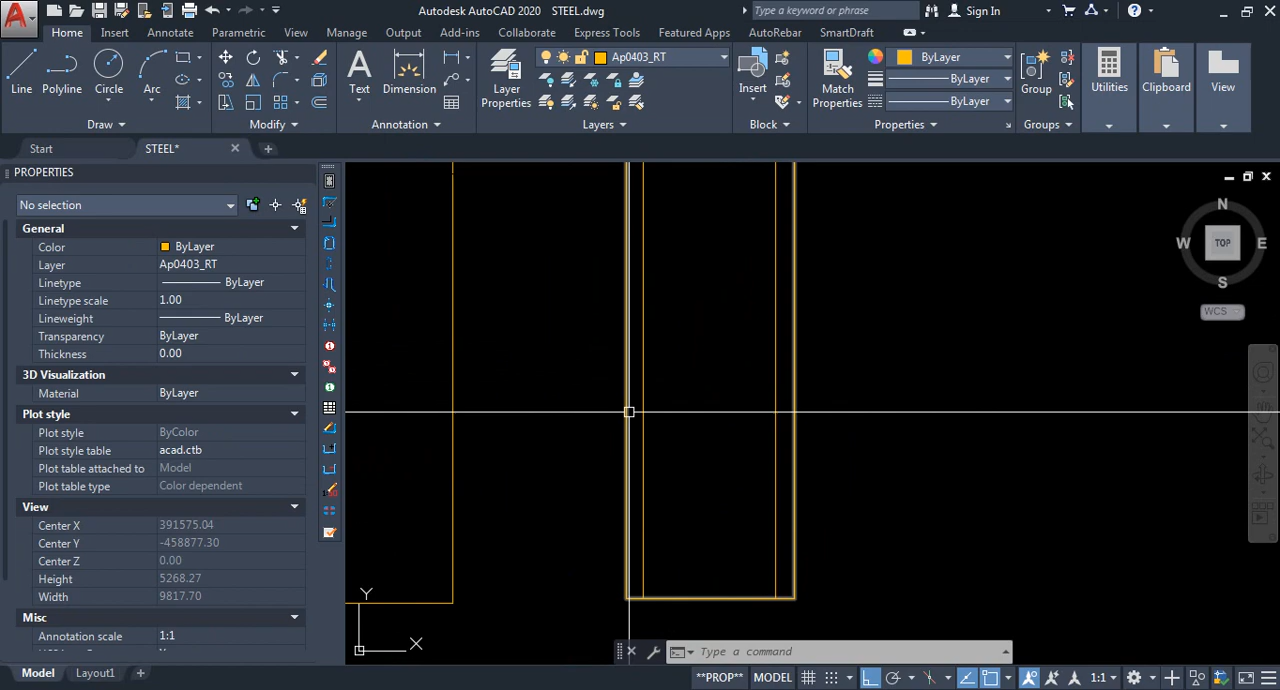 Autodesk AutoCAD 2020 STEEL.dwg
Type a keyword or phrase
Sign In
Home Insert Annotate Parametric View Manage Output Add-ins Collaborate Express Tools Featured Apps AutoRebar SmartDraft
Ap0403_RT
ByLayer
ByLayer
ByLayer
Line Polyline Circle Arc Text Dimension Layer Properties Insert Match Properties Group Utilities Clipboard View
Draw Modify Annotation Layers Block Properties Groups
Start STEEL*
PROPERTIES
No selection
General
Color ByLayer
Layer Ap0403_RT
Linetype ByLayer
Linetype scale 1.00
Lineweight ByLayer
Transparency ByLayer
Thickness 0.00
3D Visualization
Material ByLayer
Plot style
Plot style ByColor
Plot style table acad.ctb
Plot table attached to Model
Plot table type Color dependent
View
Center X 391575.04
Center Y -458877.30
Center Z 0.00
Height 5268.27
Width 9817.70
Misc
Annotation scale 1:1
N
W TOP E
S
WCS
Y
X
Type a command
Model Layout1
**PROP** MODEL 1:1